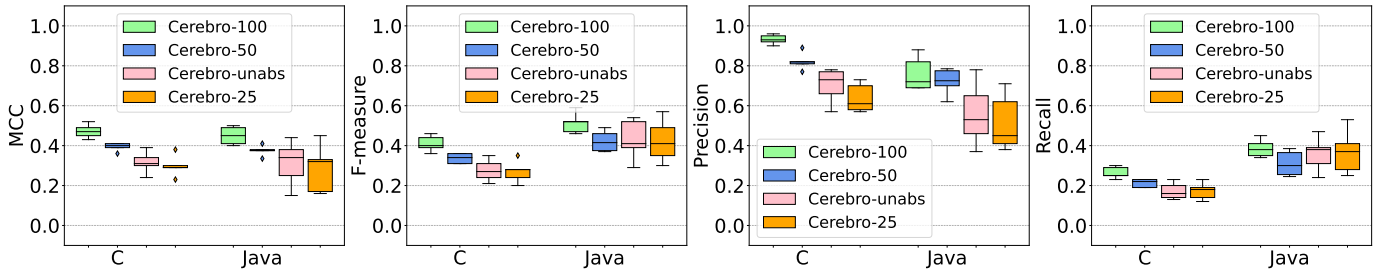 MCC
1.0
0.8
0.6
0.4
0.2
0.0
Cerebro-100
Cerebro-50
Cerebro-unabs
Cerebro-25
C
Java
F-measure
1.0
0.8
0.6
0.4
0.2
0.0
Cerebro-100
Cerebro-50
Cerebro-unabs
Cerebro-25
C
Java
Precision
1.0
0.8
0.6
0.4
0.2
0.0
Cerebro-100
Cerebro-50
Cerebro-unabs
Cerebro-25
C
Java
Recall
1.0
0.8
0.6
0.4
0.2
0.0
Cerebro-100
Cerebro-50
Cerebro-unabs
Cerebro-25
C
Java